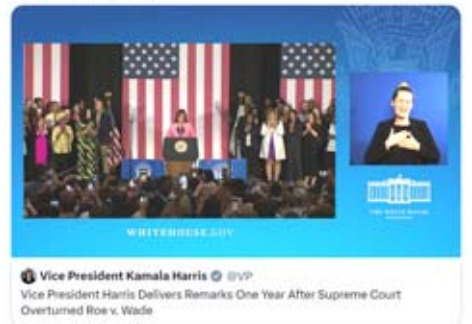 WHITEHOUSE.GOV
THE WHITE HOUSE
Vice President Kamala Harris @VP
Vice President Harris Delivers Remarks One Year After Supreme Court
Overturned Roe v. Wade